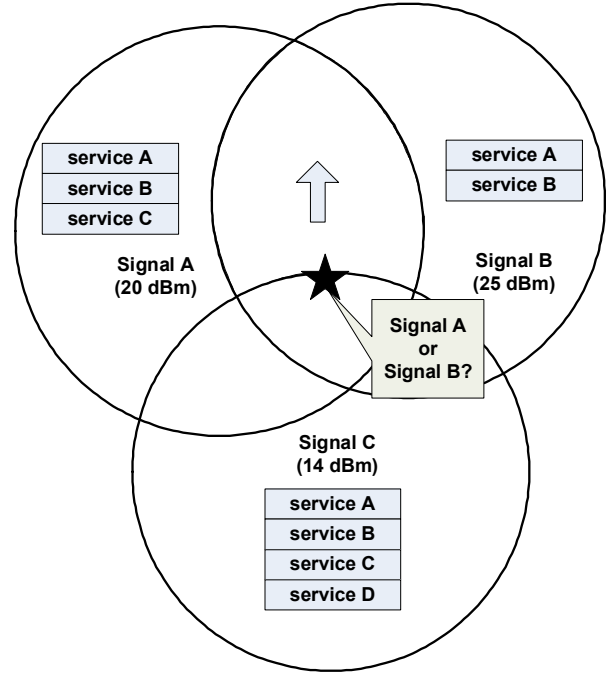 service A
service B
service C
Signal A
(20 dBm)
service A
service B
Signal B
(25 dBm)
Signal A
or
Signal B?
Signal C
(14 dBm)
service A
service B
service C
service D